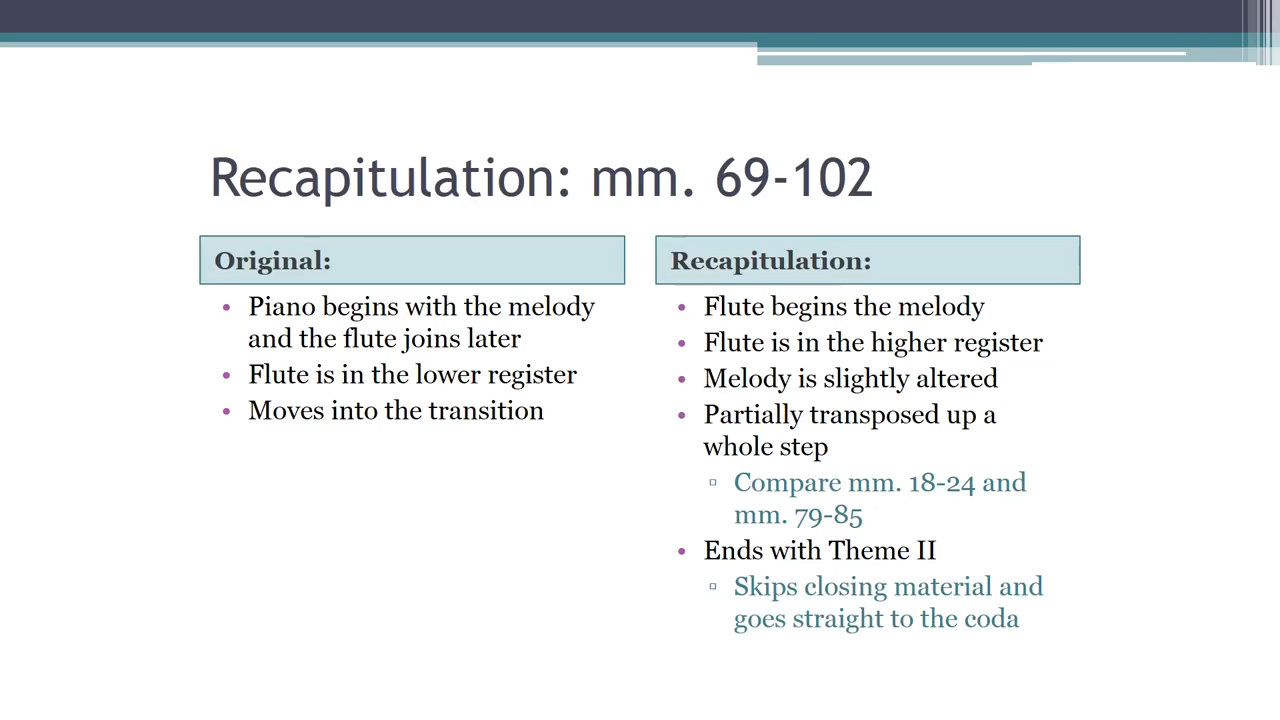 Recapitulation: mm. 69-102
Original:
• Piano begins with the melody
and the flute joins later
• Flute is in the lower register
• Moves into the transition
Recapitulation:
• Flute begins the melody
• Flute is in the higher register
• Melody is slightly altered
• Partially transposed up a
whole step
▫ Compare mm. 18-24 and
mm. 79-85
• Ends with Theme II
▫ Skips closing material and
goes straight to the coda